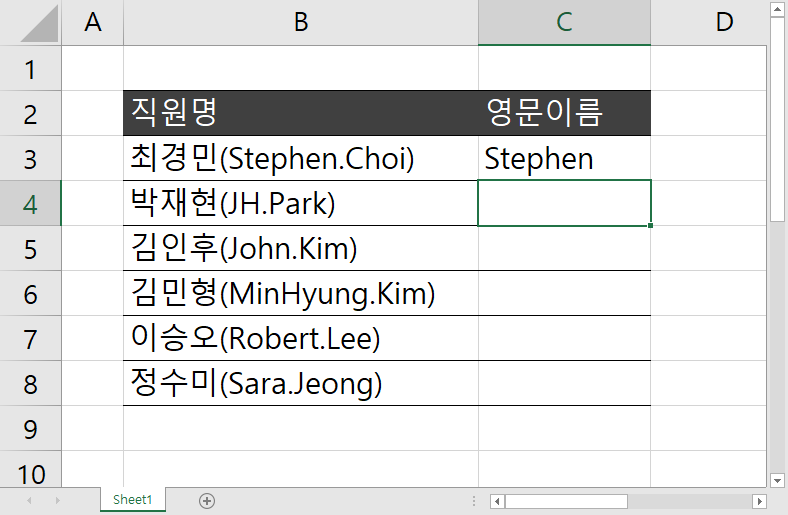 A B C D
1
2 직원명 영문이름
3 최경민(Stephen.Choi) Stephen
4 박재현(JH.Park)
5 김인후(John.Kim)
6 김민형(MinHyung.Kim)
7 이승오(Robert.Lee)
8 정수미(Sara.Jeong)
9
10
Sheet1